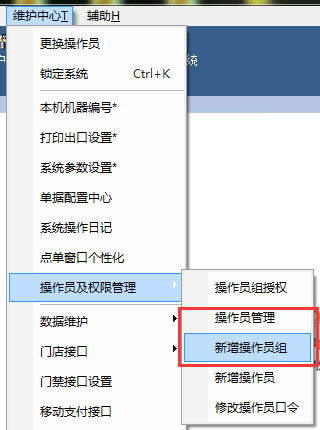 维护中心T 辅助H
更换操作员
锁定系统 Ctrl+K
统
本机机器编号*
打印出口设置*
系统参数设置*
单据配置中心
系统操作日记
点单窗口个性化
操作员及权限管理
操作员组授权
数据维护
操作员管理
门店接口
新增操作员组
门禁接口设置
新增操作员
移动支付接口
修改操作员口令